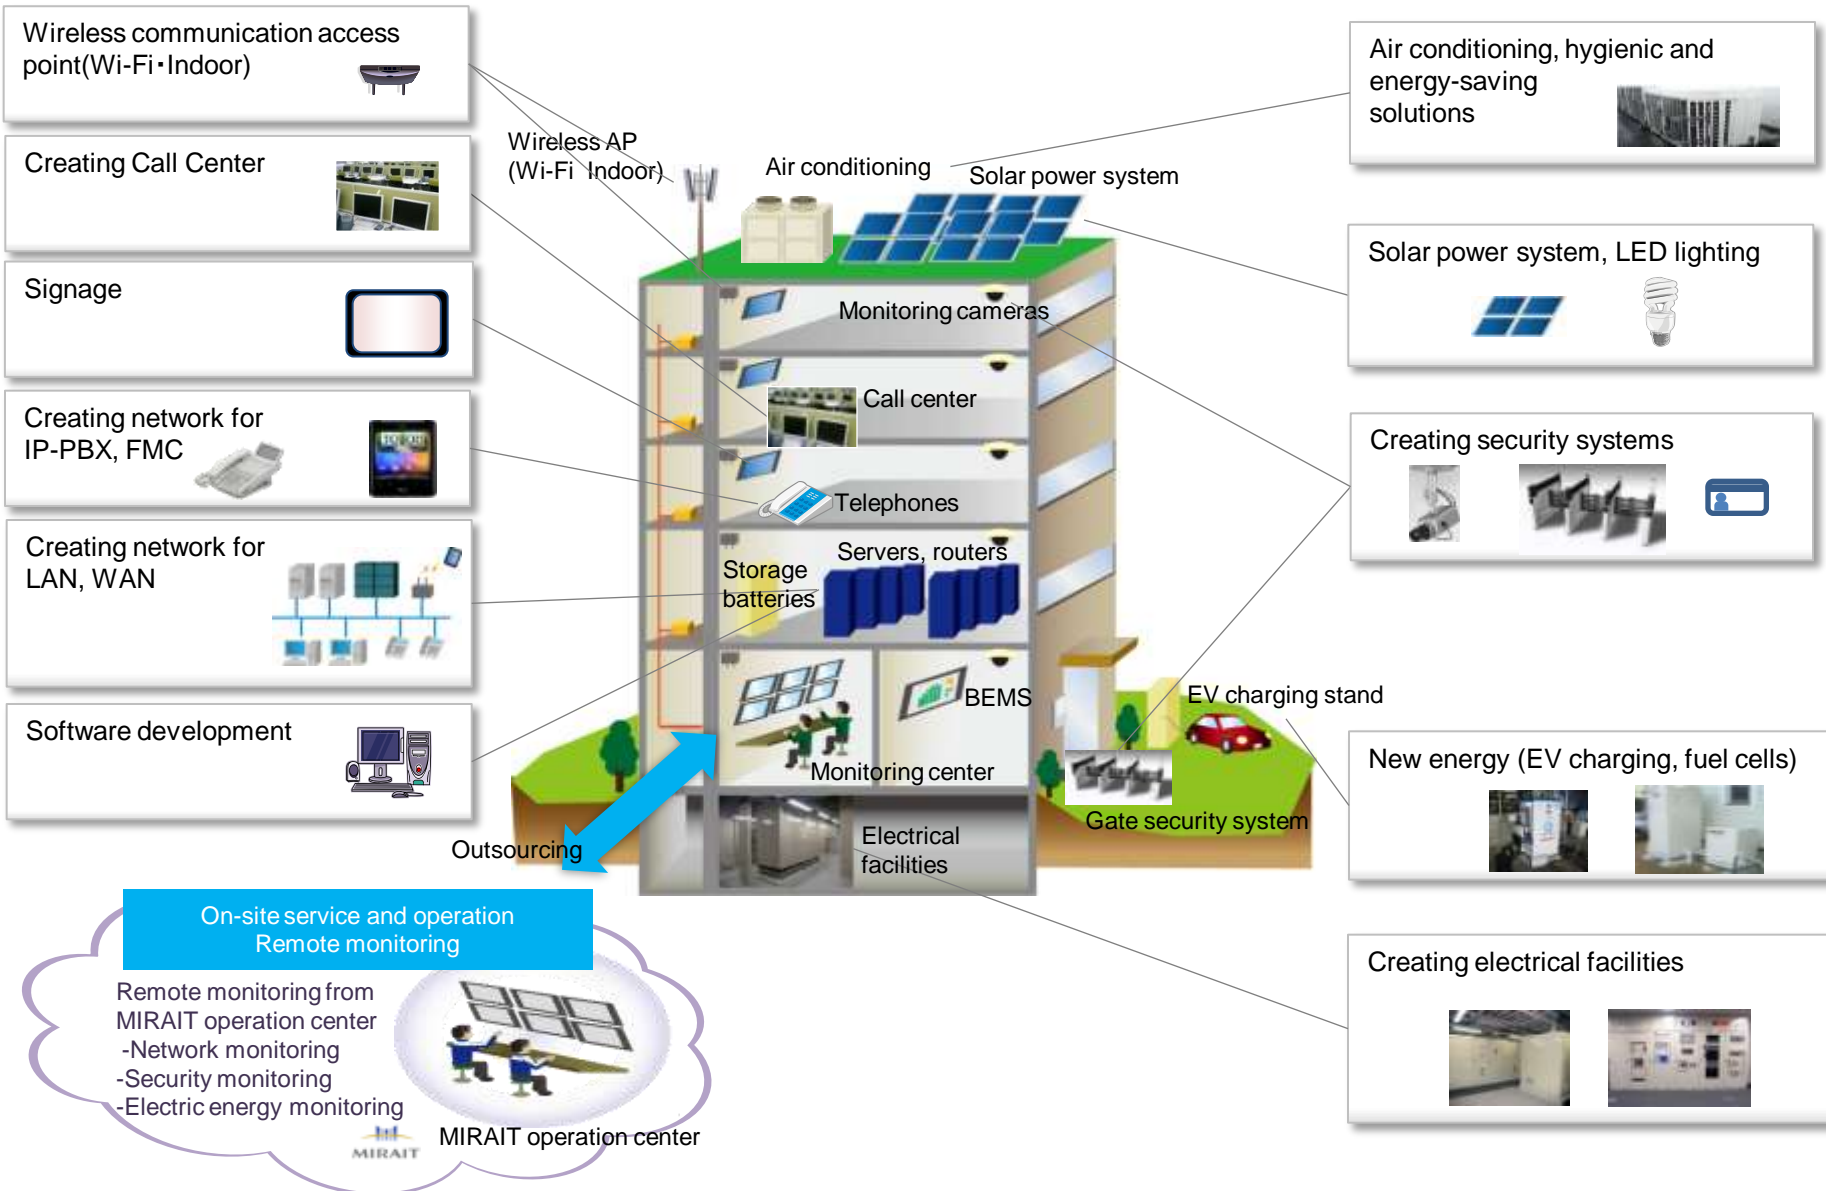 Wireless communication access
point(Wi-Fi・Indoor)
Creating Call Center
Signage
Creating network for
IP-PBX, FMC
Creating network for
LAN, WAN
Software development
Wireless AP
(Wi-Fi Indoor)
Air conditioning
Solar power system
Monitoring cameras
Call center
Telephones
Servers, routers
Storage
batteries
BEMS
Monitoring center
EV charging stand
Gate security system
Electrical
facilities
Outsourcing
Air conditioning, hygienic and
energy-saving
solutions
Solar power system, LED lighting
Creating security systems
New energy (EV charging, fuel cells)
Creating electrical facilities
On-site service and operation
Remote monitoring
Remote monitoring from
MIRAIT operation center
-Network monitoring
-Security monitoring
-Electric energy monitoring
MIRAIT operation center
MIRAIT